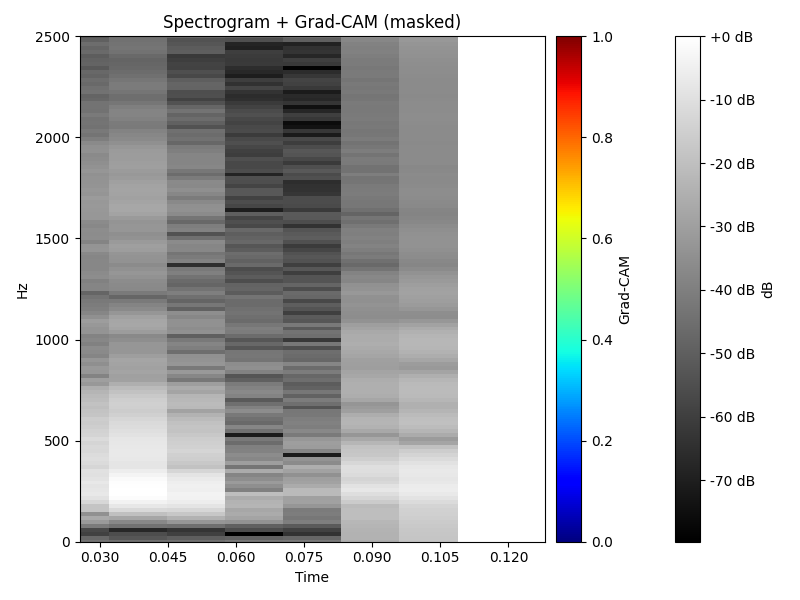 Spectrogram + Grad-CAM (masked)
2500
2000
1500
1000
500
0
Hz
0.030
0.045
0.060
0.075
0.090
0.105
0.120
Time
1.0
0.8
0.6
0.4
0.2
0.0
Grad-CAM
+0 dB
-10 dB
-20 dB
-30 dB
-40 dB
-50 dB
-60 dB
-70 dB
dB